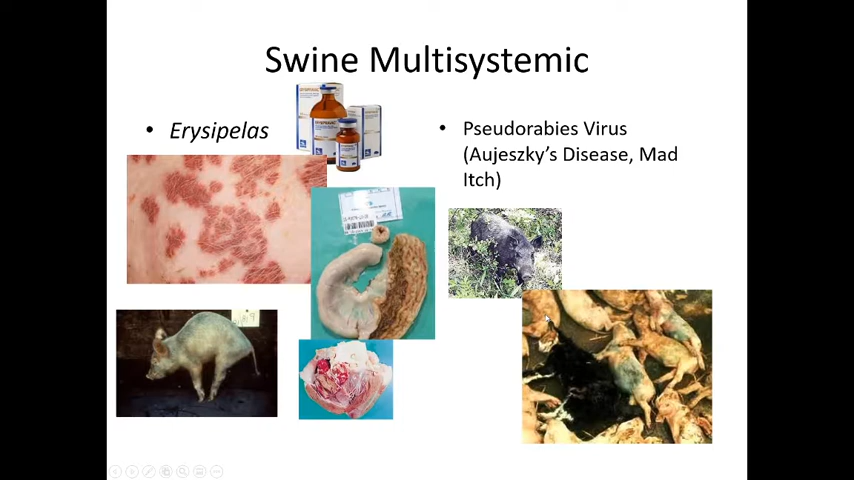 Swine Multisystemic
• Erysipelas
• Pseudorabies Virus
(Aujeszky's Disease, Mad
Itch)